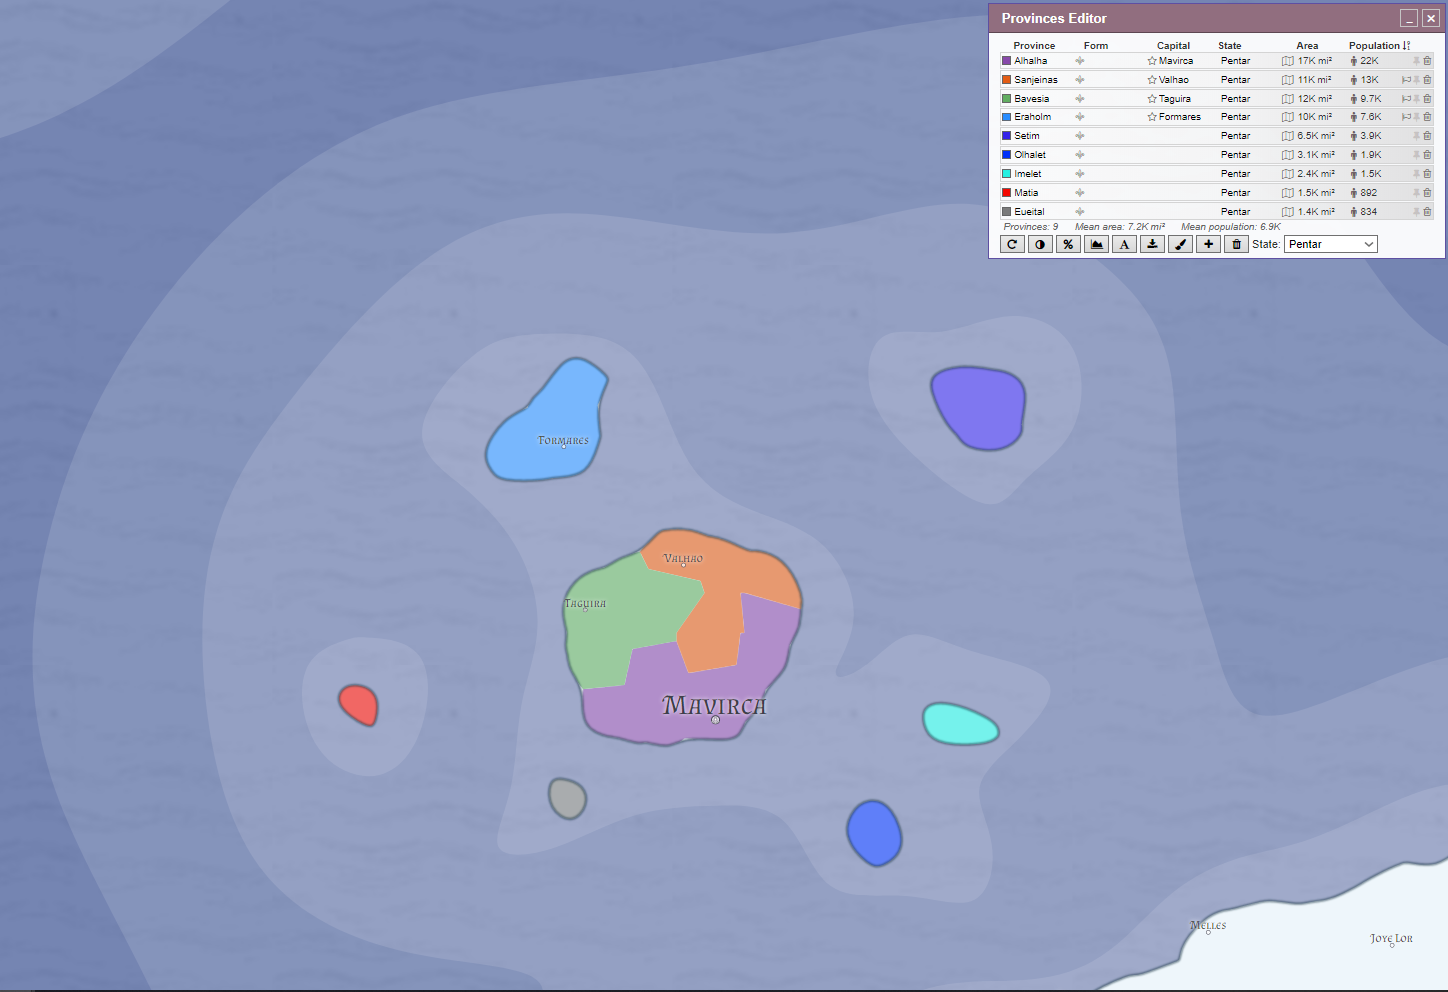 Provinces Editor
Province Form Capital State Area Population
Alhalha Mavirca Pentar 17K mi² 22K
Sanjeinas Valhao Pentar 11K mi² 13K
Bavesia Taguira Pentar 12K mi² 9.7K
Eraholm Formares Pentar 10K mi² 7.6K
Setim Pentar 6.5K mi² 3.9K
Olhalet Pentar 3.1K mi² 1.9K
Imelet Pentar 2.4K mi² 1.5K
Matia Pentar 1.5K mi² 892
Eueital Pentar 1.4K mi² 834
Provinces: 9 Mean area: 7.2K mi² Mean population: 6.9K
% A State: Pentar
Formares
Valhao
Taguira
Mavirca
Melles
Joye Lor